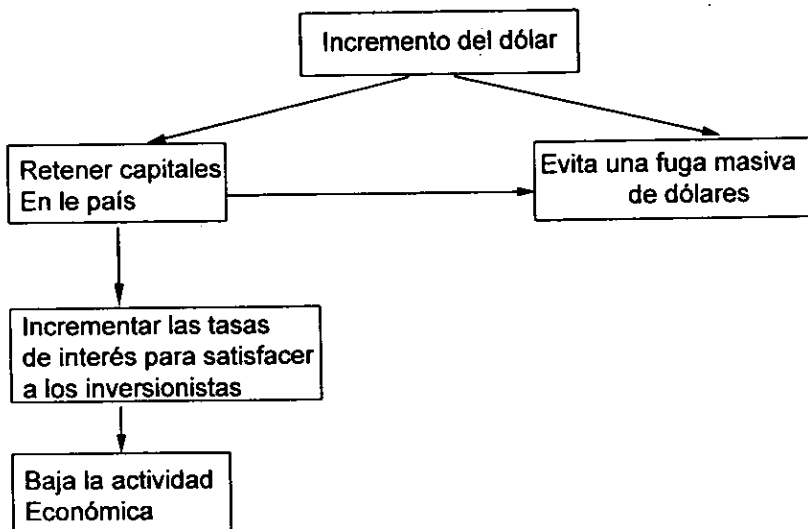 Incremento del dólar
Retener capitales
En le país
Evita una fuga masiva
de dólares
Incrementar las tasas
de interés para satisfacer
a los inversionistas
Baja la actividad
Económica